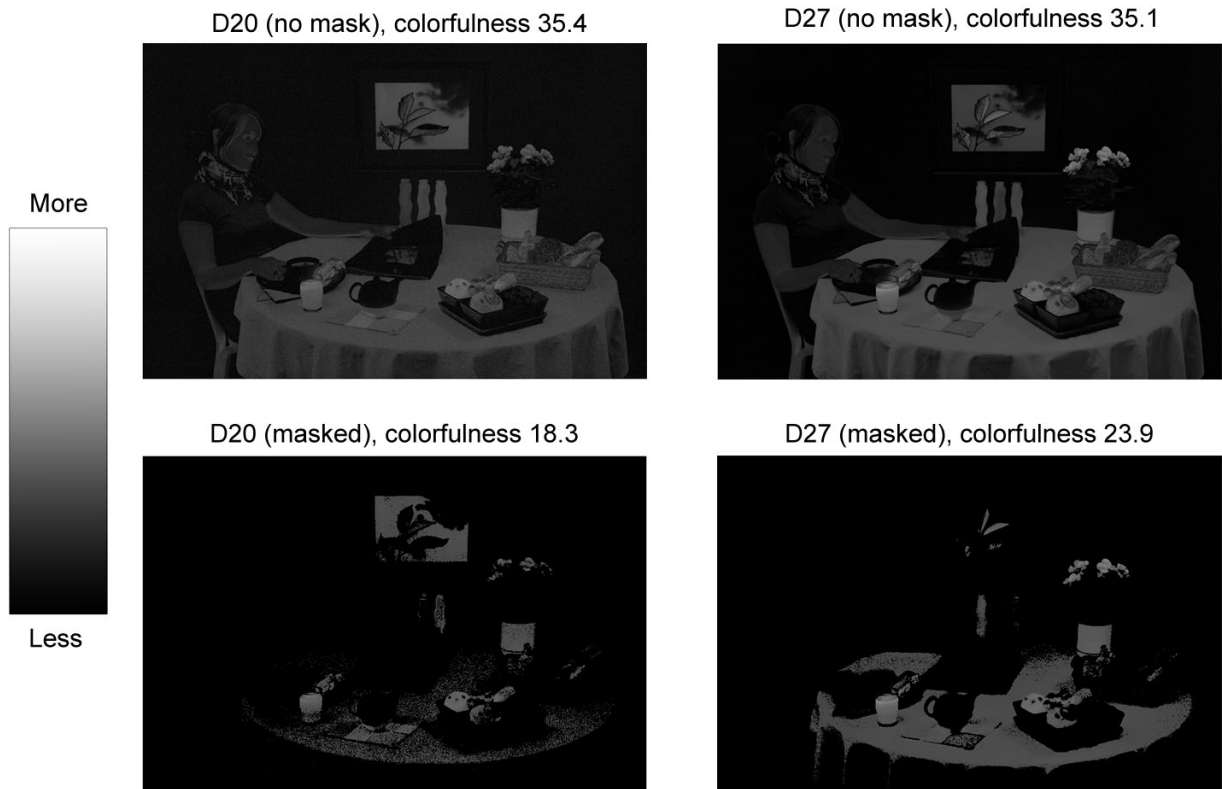 D20 (no mask), colorfulness 35.4
D27 (no mask), colorfulness 35.1
More
Less
D20 (masked), colorfulness 18.3
D27 (masked), colorfulness 23.9